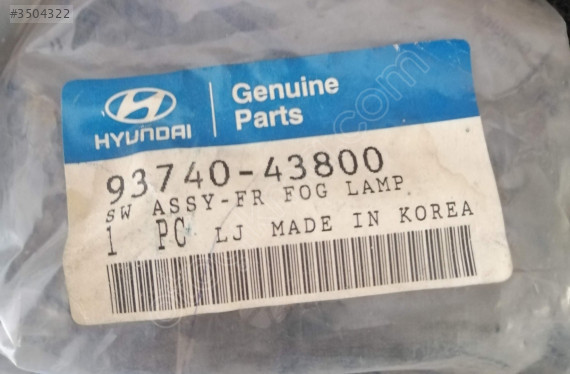 #3504322
HYUNDAI
Genuine
Parts
93740-43800
SW ASSY-FR FOG LAMP
1 PC LJ MADE IN KOREA